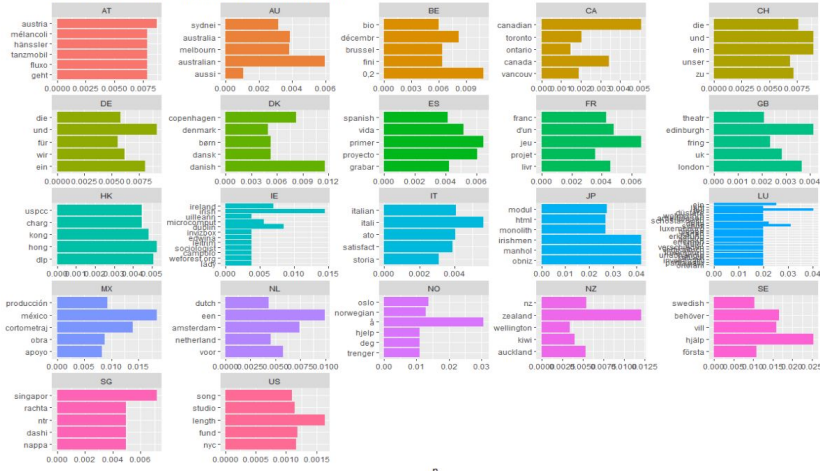 AT
austria
mélancoli
hänssler
tanzmobil
fluxo
geht
0.0000 0.0025 0.0050 0.0075
AU
sydnei
australia
melbourn
australian
aussi
0.000 0.002 0.004 0.006
BE
bio
décembr
brussel
fini
0,2
0.000 0.003 0.006 0.009
CA
canadian
toronto
ontario
canada
vancouv
0.000 0.001 0.002 0.003 0.004 0.005
CH
die
und
ein
unser
zu
0.0000 0.0025 0.0050 0.0075
DE
die
und
für
wir
ein
0.0000 0.0025 0.0050 0.0075
DK
copenhagen
denmark
børn
dansk
danish
0.000 0.003 0.006 0.009 0.012
ES
spanish
vida
primer
proyecto
grabar
0.000 0.002 0.004 0.006
FR
franc
d'un
jeu
projet
livr
0.000 0.002 0.004 0.006
GB
theatr
edinburgh
fring
uk
london
0.000 0.001 0.002 0.003 0.004
HK
uspcc
charg
kong
hong
dtp
0.000 0.001 0.002 0.003 0.004 0.005
IE
ireland
irish
uilleann
microcomput
dublin
sociologist
weforest.org
ladi
0.000 0.005 0.010 0.015
IT
italian
itali
ato
satisfact
storia
0.000 0.002 0.004
JP
modul
html
monolith
irishmen
manhol
obniz
0.00 0.01 0.02 0.03 0.04
LU
0.00 0.01 0.02 0.03 0.04
MX
producción
méxico
cortometraj
obra
apoyo
0.000 0.005 0.010 0.015
NL
dutch
een
amsterdam
netherland
voor
0.0000 0.0025 0.0050 0.0075 0.0100
NO
oslo
norwegian
å
hjelp
deg
trenger
0.00 0.01 0.02 0.03
NZ
nz
zealand
wellington
kiwi
auckland
0.0000 0.0025 0.0050 0.0075 0.0100 0.0125
SE
swedish
behöver
vill
hjälp
första
0.000 0.005 0.010 0.015 0.020 0.025
SG
singapor
rachta
ntr
dashi
nappa
0.000 0.002 0.004 0.006
US
song
studio
length
fund
nyc
0.0000 0.0005 0.0010 0.0015